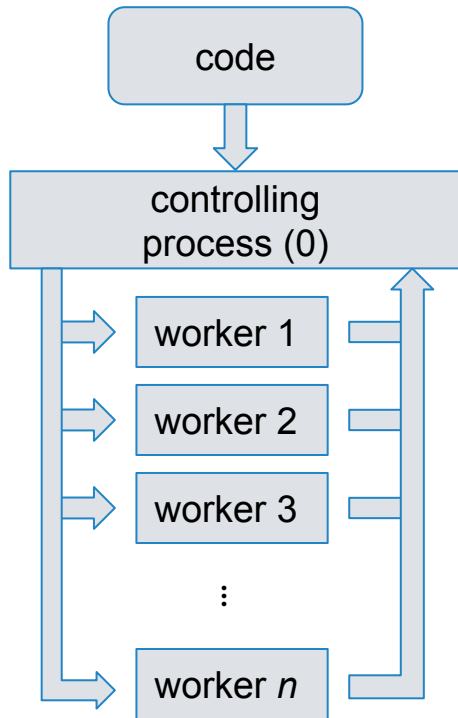 code
controlling
process (0)
worker 1
worker 2
worker 3
⋮
worker n